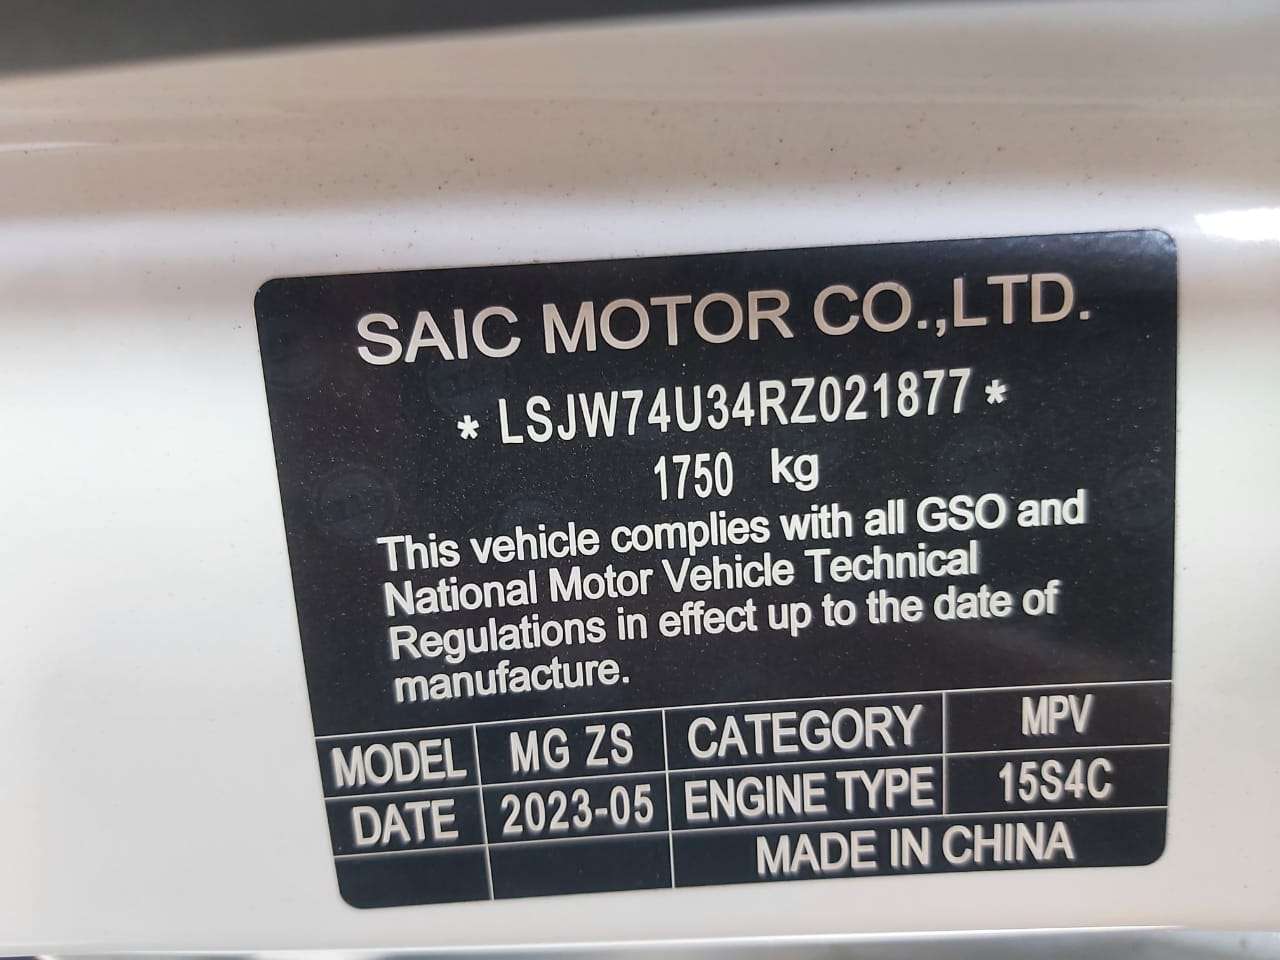 SAIC MOTOR CO.,LTD.
* LSJW74U34RZ021877 *
1750 kg
This vehicle complies with all GSO and
National Motor Vehicle Technical
Regulations in effect up to the date of
manufacture.
MODEL MG ZS CATEGORY MPV
DATE 2023-05 ENGINE TYPE 15S4C
MADE IN CHINA